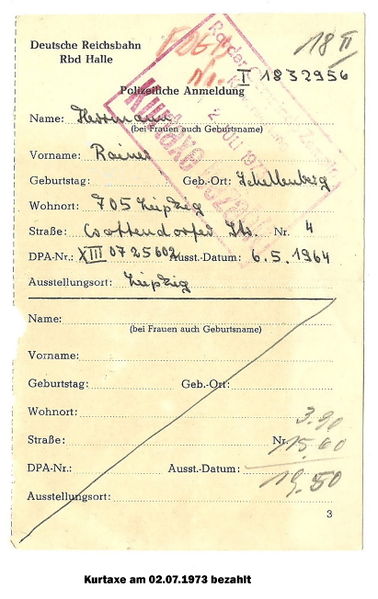 Deutsche Reichsbahn
Rbd Halle
18 II
I 1832956
Polizeiliche Anmeldung
Name: Herrmann
(bei Frauen auch Geburtsname)
Vorname: Rainer
Geburtstag: Geb.-Ort: Schellenberg
Wohnort: 705 Leipzig
Straße: Str. Nr. 4
DPA-Nr.: XIII 0725602 Ausst.-Datum: 6.5.1964
Ausstellungsort: Leipzig
Name:
(bei Frauen auch Geburtsname)
Vorname:
Geburtstag: Geb.-Ort:
Wohnort:
3.90
Straße: Nr.
15.60
DPA-Nr.: Ausst.-Datum:
19.50
Ausstellungsort:
3
Kurtaxe am 02.07.1973 bezahlt